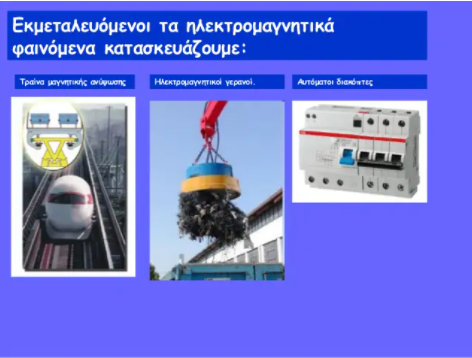 Εκμεταλευόμενοι τα ηλεκτρομαγνητικά
φαινόμενα κατασκευάζουμε:
Τραίνα μαγνητικής ανύψωσης
Ηλεκτρομαγνητικοί γερανοί.
Αυτόματοι διακόπτες